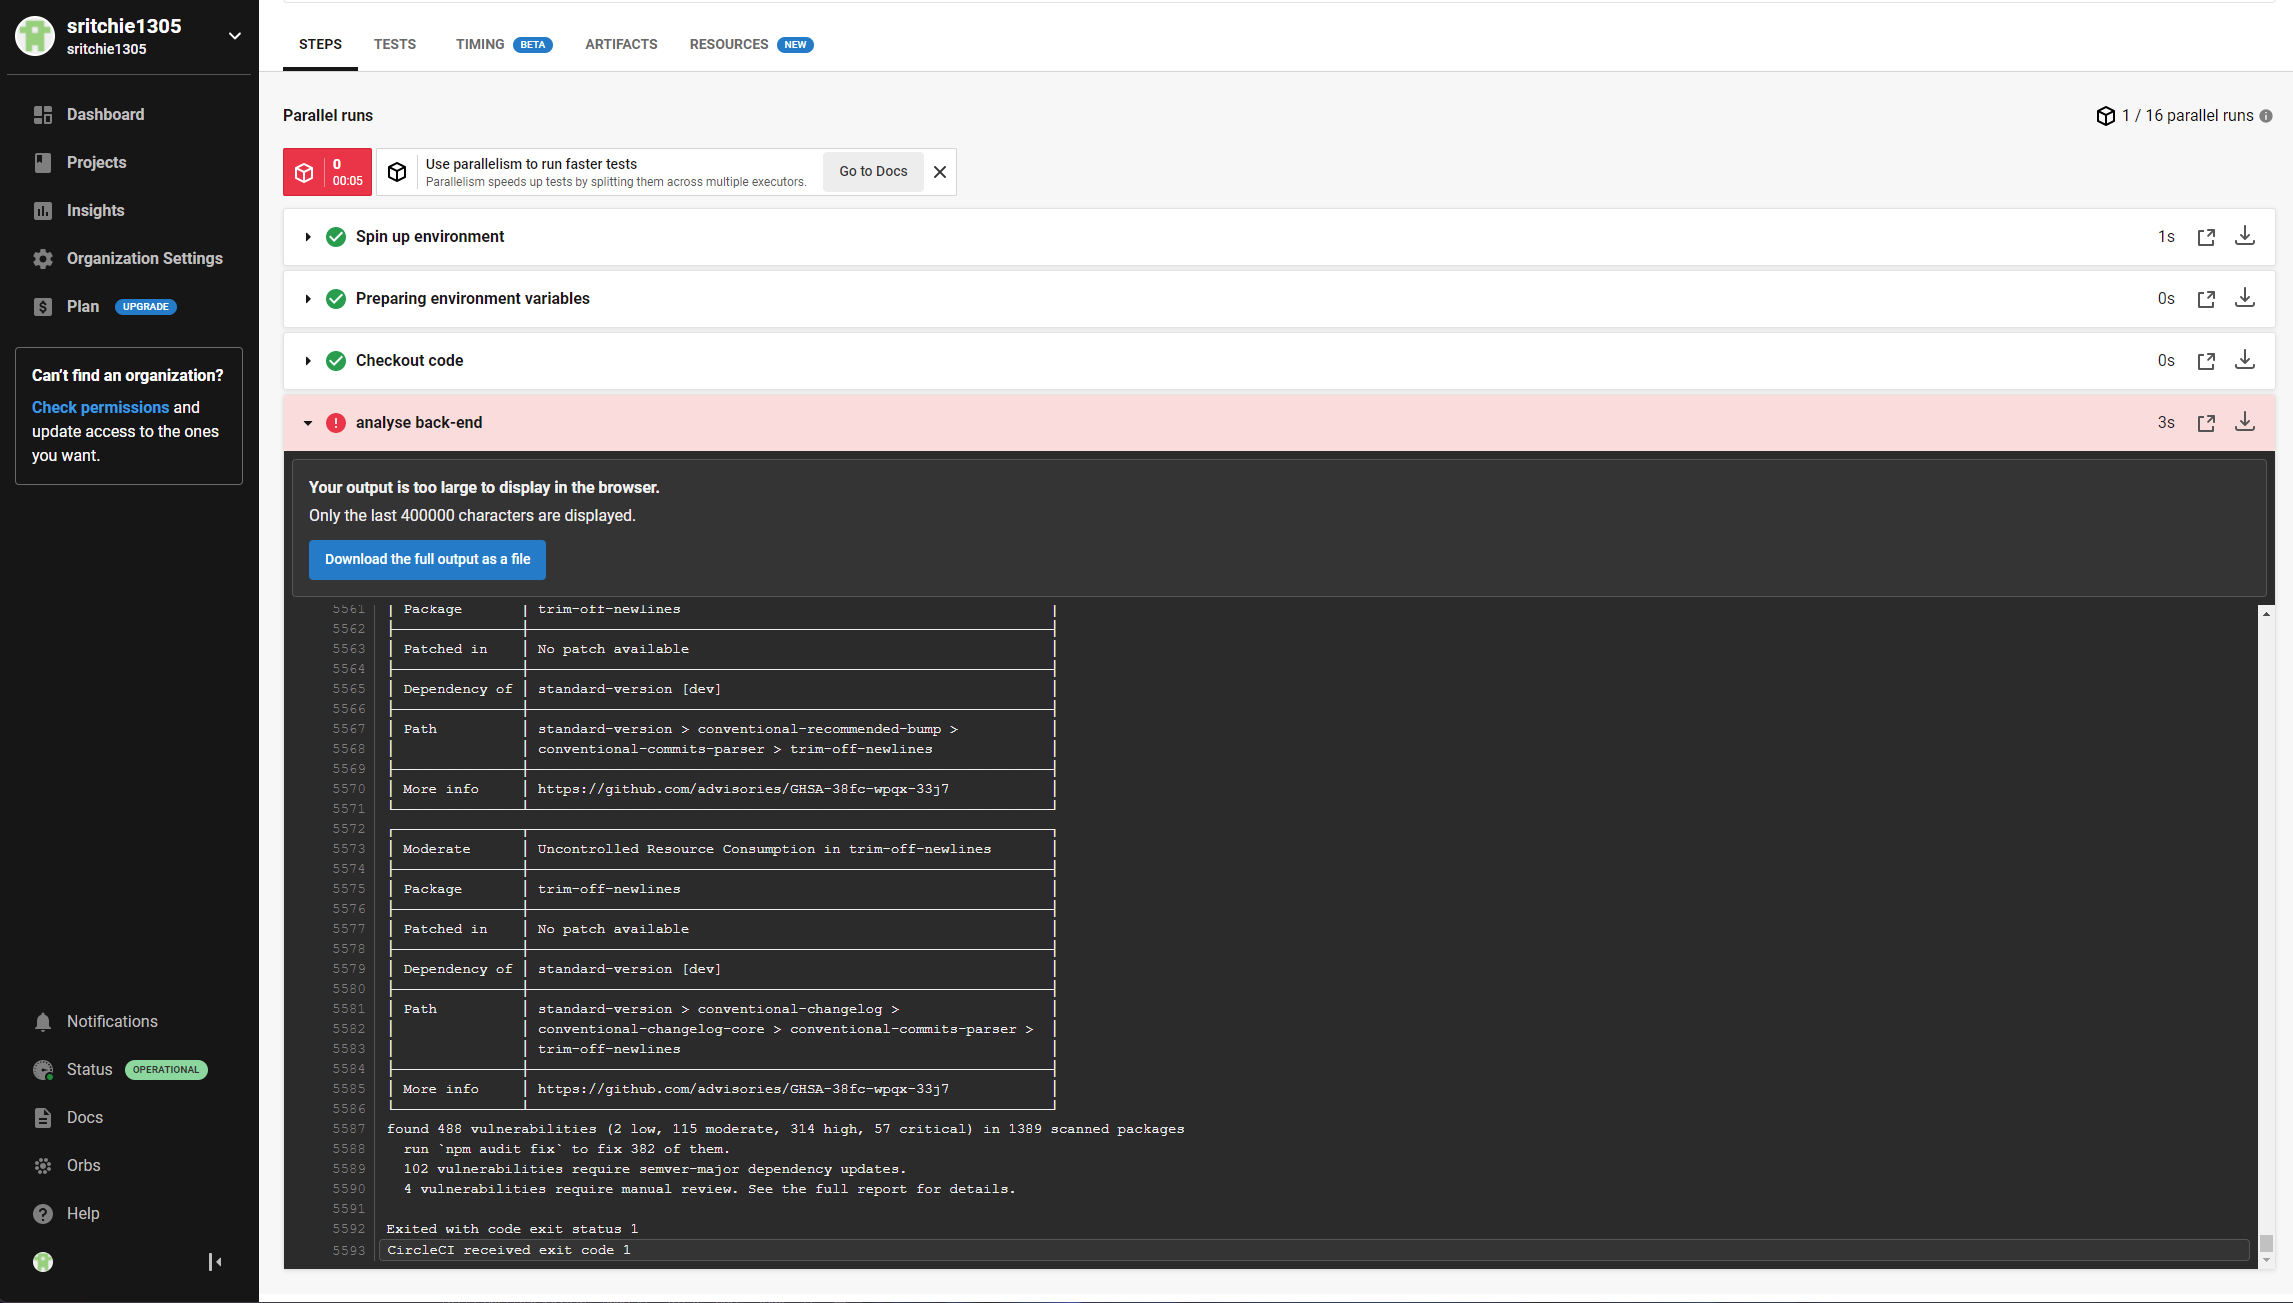 sritchie1305
sritchie1305
Dashboard
Projects
Insights
Organization Settings
Plan UPGRADE
Can't find an organization?
Check permissions and
update access to the ones
you want.
Notifications
Status OPERATIONAL
Docs
Orbs
Help
STEPS TESTS TIMING BETA ARTIFACTS RESOURCES NEW
Parallel runs
1 / 16 parallel runs
0
00:05
Use parallelism to run faster tests
Parallelism speeds up tests by splitting them across multiple executors.
Go to Docs
Spin up environment 1s
Preparing environment variables 0s
Checkout code 0s
analyse back-end 3s
Your output is too large to display in the browser.
Only the last 400000 characters are displayed.
Download the full output as a file
5561 Package trim-off-newlines
5562
5563 Patched in No patch available
5564
5565 Dependency of standard-version [dev]
5566
5567 Path standard-version > conventional-recommended-bump >
5568 conventional-commits-parser > trim-off-newlines
5569
5570 More info https://github.com/advisories/GHSA-38fc-wpqx-33j7
5571
5572
5573 Moderate Uncontrolled Resource Consumption in trim-off-newlines
5574
5575 Package trim-off-newlines
5576
5577 Patched in No patch available
5578
5579 Dependency of standard-version [dev]
5580
5581 Path standard-version > conventional-changelog >
5582 conventional-changelog-core > conventional-commits-parser >
5583 trim-off-newlines
5584
5585 More info https://github.com/advisories/GHSA-38fc-wpqx-33j7
5586
5587 found 488 vulnerabilities (2 low, 115 moderate, 314 high, 57 critical) in 1389 scanned packages
5588 run `npm audit fix` to fix 382 of them.
5589 102 vulnerabilities require semver-major dependency updates.
5590 4 vulnerabilities require manual review. See the full report for details.
5591
5592 Exited with code exit status 1
5593 CircleCI received exit code 1